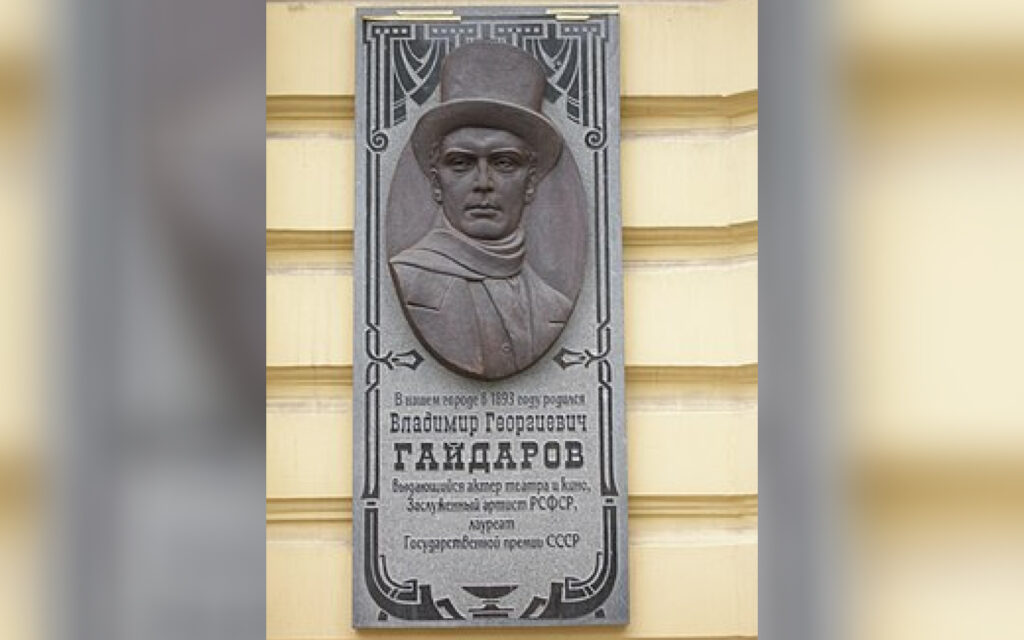 В нашем городе в 1893 году родился
Владимир Георгиевич
ГАЙДАРОВ
выдающийся актер театра и кино,
Заслуженный артист РСФСР,
лауреат
Государственной премии СССР